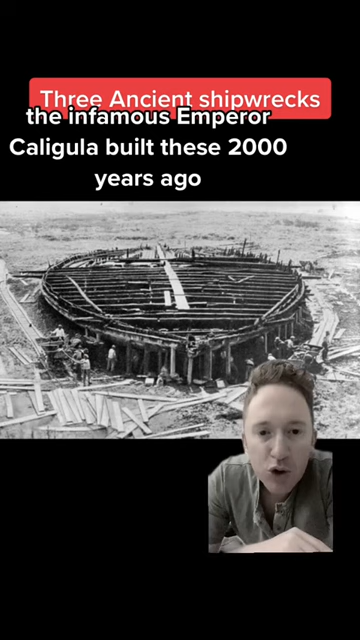 Three Ancient shipwrecks
the infamous Emperor
Caligula built these 2000
years ago